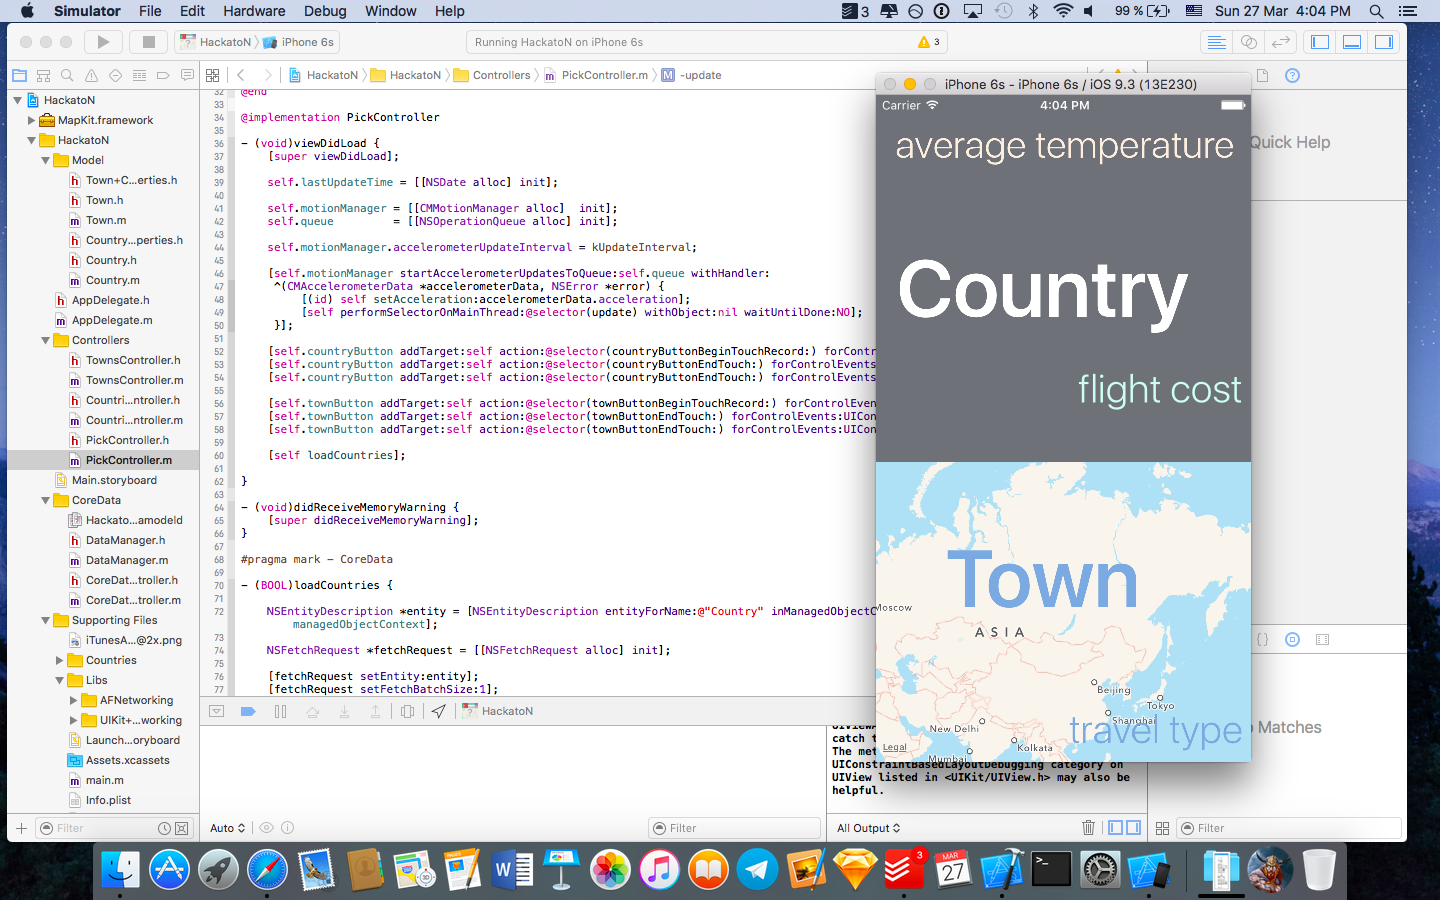 Simulator File Edit Hardware Debug Window Help 3 99 % Sun 27 Mar 4:04 PM
HackatoN iPhone 6s Running HackatoN on iPhone 6s 3
HackatoN HackatoN Controllers PickController.m M -update
HackatoN
MapKit.framework
HackatoN
Model
h Town+C...erties.h
h Town.h
m Town.m
h Country...perties.h
h Country.h
m Country.m
h AppDelegate.h
m AppDelegate.m
Controllers
h TownsController.h
m TownsController.m
h Countri...ntroller.h
m Countri...ntroller.m
h PickController.h
m PickController.m
Main.storyboard
CoreData
Hackato...amodeld
h DataManager.h
m DataManager.m
h CoreDat...troller.h
m CoreDat...troller.m
Supporting Files
iTunesA...@2x.png
Countries
Libs
AFNetworking
UIKit+...working
Launch...oryboard
Assets.xcassets
m main.m
Info.plist
Filter
32 @end
33
34 @implementation PickController
35
36 - (void)viewDidLoad {
37 [super viewDidLoad];
38
39 self.lastUpdateTime = [[NSDate alloc] init];
40
41 self.motionManager = [[CMMotionManager alloc]  init];
42 self.queue         = [[NSOperationQueue alloc] init];
43
44 self.motionManager.accelerometerUpdateInterval = kUpdateInterval;
45
46 [self.motionManager startAccelerometerUpdatesToQueue:self.queue withHandler:
47 ^(CMAccelerometerData *accelerometerData, NSError *error) {
48 [(id) self setAcceleration:accelerometerData.acceleration];
49 [self performSelectorOnMainThread:@selector(update) withObject:nil waitUntilDone:NO];
50 }];
51
52 [self.countryButton addTarget:self action:@selector(countryButtonBeginTouchRecord:) forContr
53 [self.countryButton addTarget:self action:@selector(countryButtonEndTouch:) forControlEvents
54 [self.countryButton addTarget:self action:@selector(countryButtonEndTouch:) forControlEvents
55
56 [self.townButton addTarget:self action:@selector(townButtonBeginTouchRecord:) forControlEven
57 [self.townButton addTarget:self action:@selector(townButtonEndTouch:) forControlEvents:UICon
58 [self.townButton addTarget:self action:@selector(townButtonEndTouch:) forControlEvents:UICon
59
60 [self loadCountries];
61
62 }
63
64 - (void)didReceiveMemoryWarning {
65 [super didReceiveMemoryWarning];
66 }
67
68 #pragma mark - CoreData
69
70 - (BOOL)loadCountries {
71
72 NSEntityDescription *entity = [NSEntityDescription entityForName:@"Country" inManagedObjectC
managedObjectContext];
73
74 NSFetchRequest *fetchRequest = [[NSFetchRequest alloc] init];
75
76 [fetchRequest setEntity:entity];
77 [fetchRequest setFetchBatchSize:1];
HackatoN
Auto Filter
catch t
The met
UIConstraintBasedLayoutDebugging category on
UIView listed in <UIKit/UIView.h> may also be
helpful.
All Output
iPhone 6s - iPhone 6s / iOS 9.3 (13E230)
Carrier 4:04 PM
average temperature
Country
flight cost
Town
Moscow
ASIA
Beijing
Tokyo
Shanghai
New Delhi
Kolkata
Mumbai
Legal
travel type
Quick Help
{}
Matches
Filter
3
MAR
27
30
>_